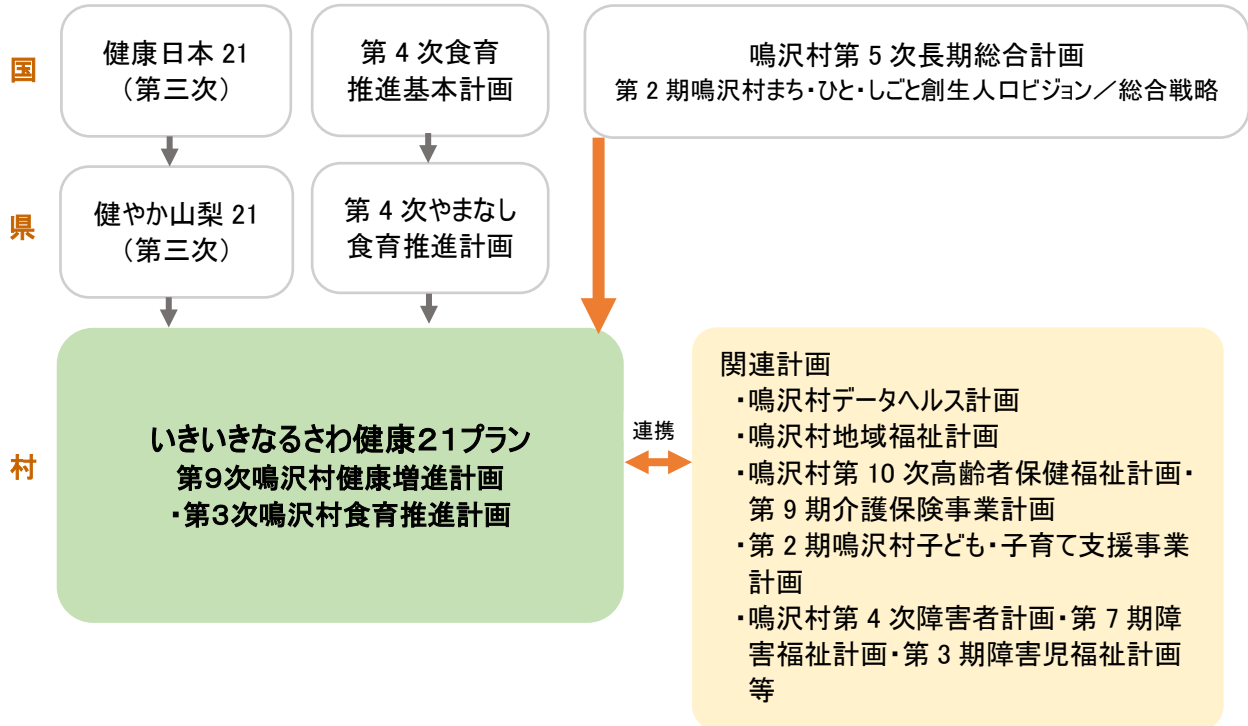 国
健康日本 21
（第三次）
第 4 次食育
推進基本計画
鳴沢村第 5 次長期総合計画
第 2 期鳴沢村まち・ひと・しごと創生人口ビジョン／総合戦略
県
健やか山梨 21
（第三次）
第 4 次やまなし
食育推進計画
村
いきいきなるさわ健康２１プラン
第９次鳴沢村健康増進計画
・第３次鳴沢村食育推進計画
連携
関連計画
・鳴沢村データヘルス計画
・鳴沢村地域福祉計画
・鳴沢村第 10 次高齢者保健福祉計画・
第 9 期介護保険事業計画
・第 2 期鳴沢村子ども・子育て支援事業
計画
・鳴沢村第 4 次障害者計画・第 7 期障
害福祉計画・第 3 期障害児福祉計画
等